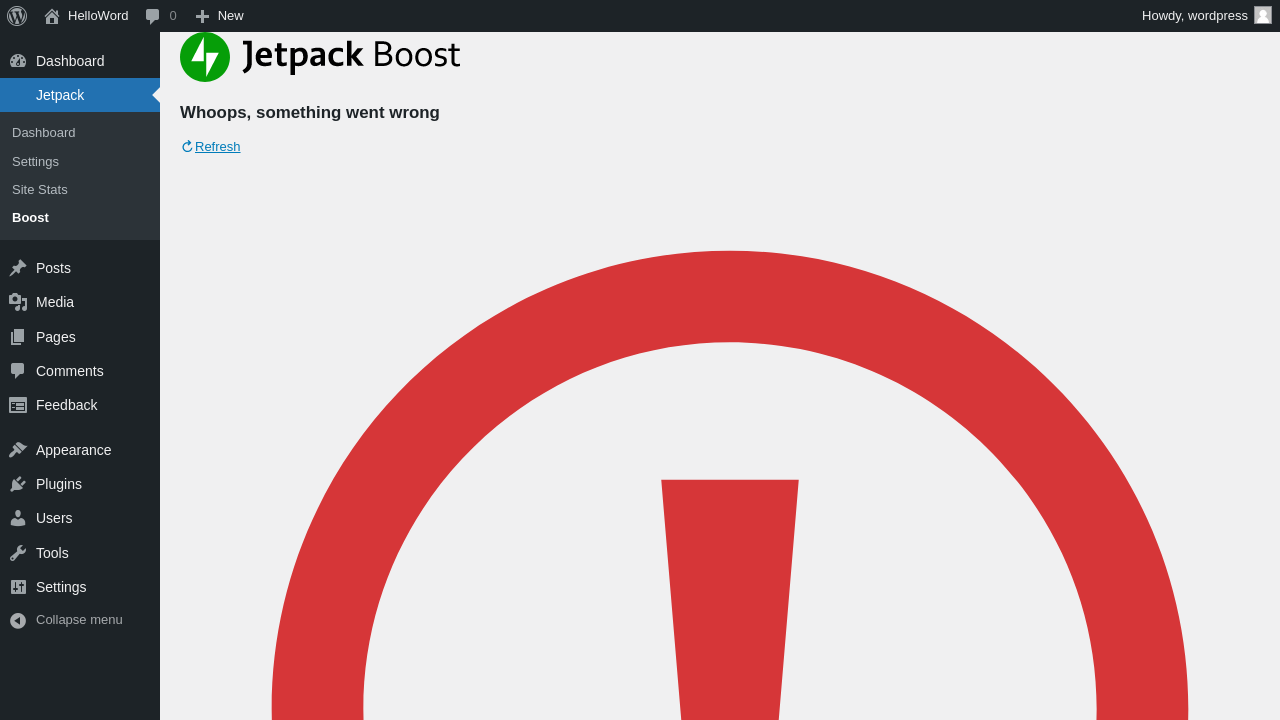 HelloWord
0
New
Howdy, wordpress
Dashboard
Jetpack
Dashboard
Settings
Site Stats
Boost
Posts
Media
Pages
Comments
Feedback
Appearance
Plugins
Users
Tools
Settings
Collapse menu
Jetpack Boost
Whoops, something went wrong
Refresh